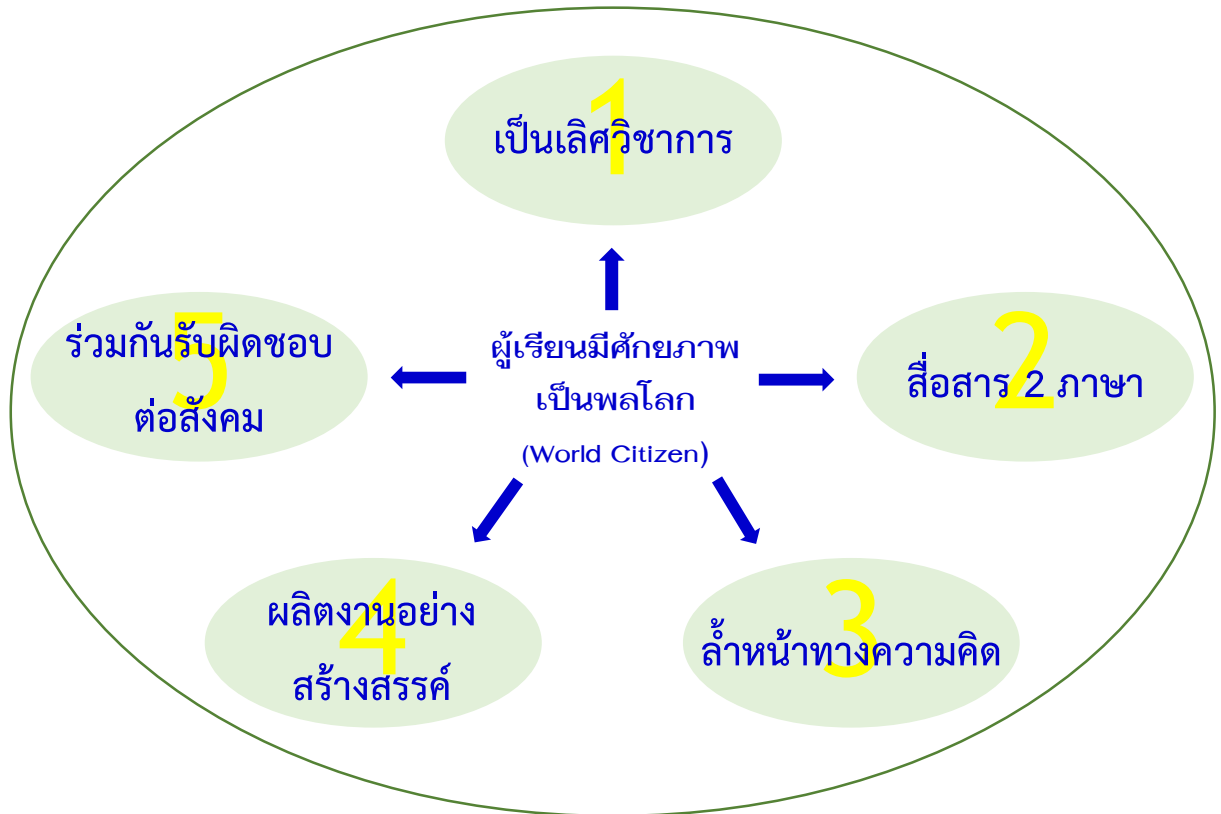 1
เป็นเลิศวิชาการ
2
สื่อสาร 2 ภาษา
3
ล้ำหน้าทางความคิด
4
ผลิตงานอย่าง
สร้างสรรค์
5
ร่วมกันรับผิดชอบ
ต่อสังคม
ผู้เรียนมีศักยภาพ
เป็นพลโลก
(World Citizen)